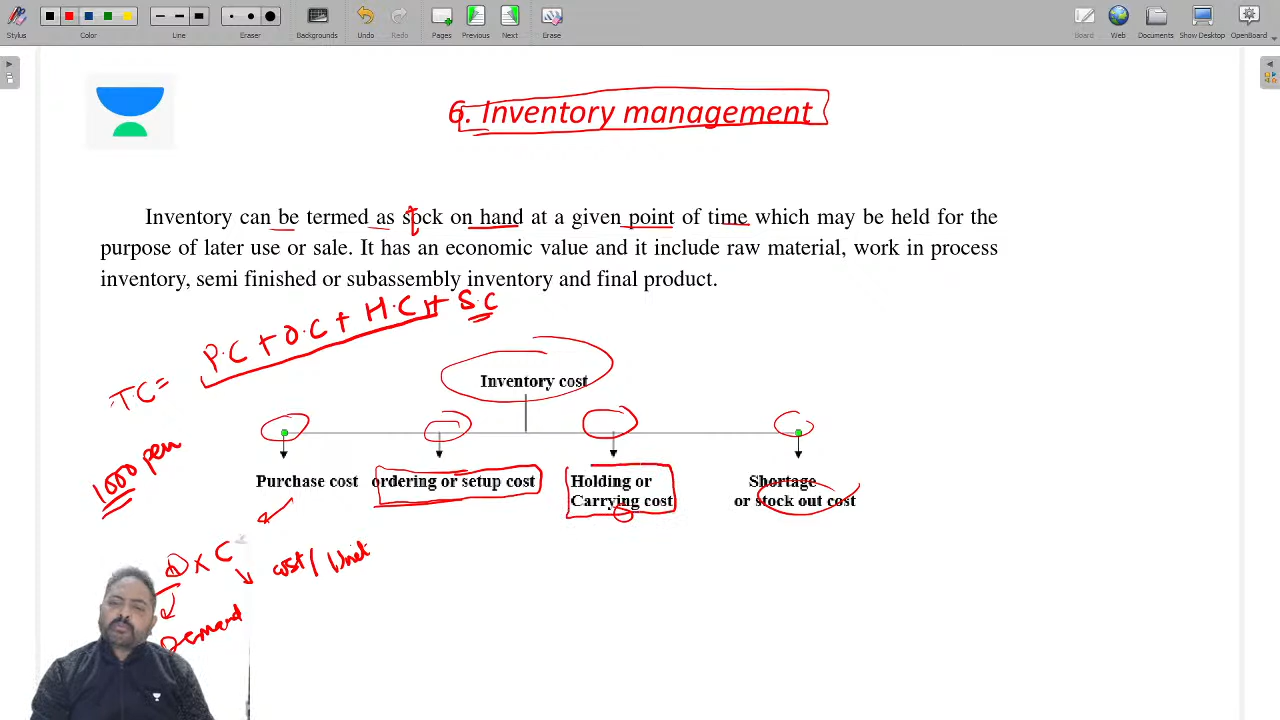 Stylus
Color
Line
Eraser
Backgrounds
Undo
Redo
Pages
Previous
Next
Erase
Board
Web
Documents
Show Desktop
OpenBoard
6. Inventory management
Inventory can be termed as stock on hand at a given point of time which may be held for the
purpose of later use or sale. It has an economic value and it include raw material, work in process
inventory, semi finished or subassembly inventory and final product.
TC= P.C + O.C + H.C + S.C
Inventory cost
1000 pen
Purchase cost
ordering or setup cost
Holding or
Carrying cost
Shortage
or stock out cost
D x C
cost/Unit
Demand